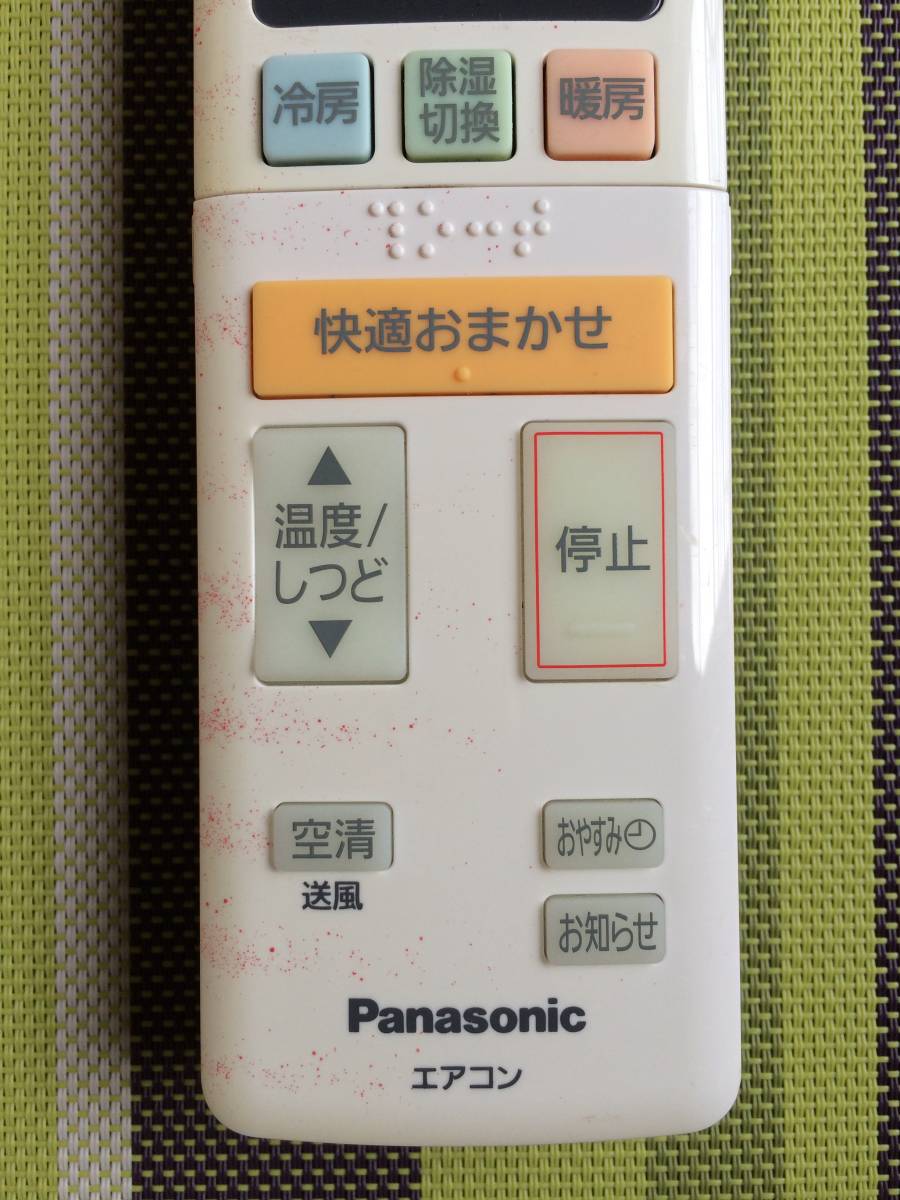 冷房
除湿
切換
暖房
快適おまかせ
▲
温度/
しつど
▼
停止
空清
送風
おやすみ
お知らせ
Panasonic
エアコン